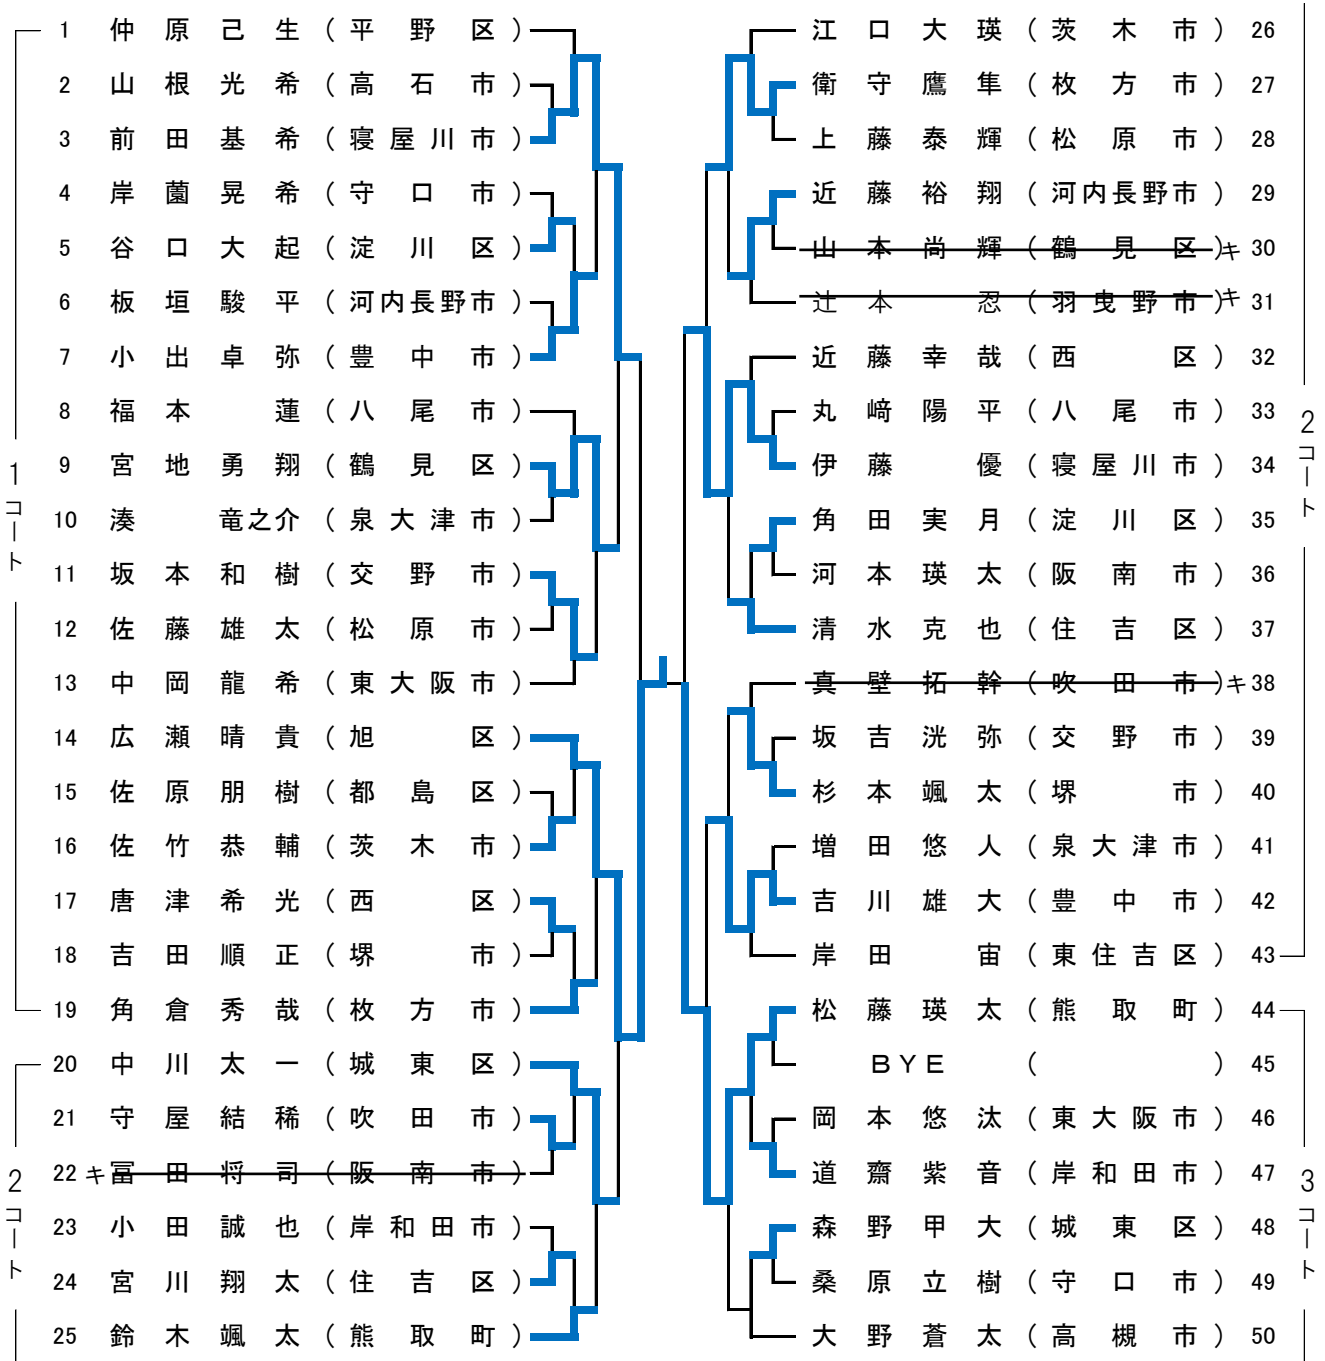 1 仲原己生（平野区）
2 山根光希（高石市）
3 前田基希（寝屋川市）
4 岸薗晃希（守口市）
5 谷口大起（淀川区）
6 板垣駿平（河内長野市）
7 小出卓弥（豊中市）
8 福本 蓮（八尾市）
9 宮地勇翔（鶴見区）
10 湊 竜之介（泉大津市）
11 坂本和樹（交野市）
12 佐藤雄太（松原市）
13 中岡龍希（東大阪市）
14 広瀬晴貴（旭区）
15 佐原朋樹（都島区）
16 佐竹恭輔（茨木市）
17 唐津希光（西区）
18 吉田順正（堺市）
19 角倉秀哉（枚方市）
20 中川太一（城東区）
21 守屋結稀（吹田市）
22 キ 冨田将司（阪南市）
23 小田誠也（岸和田市）
24 宮川翔太（住吉区）
25 鈴木颯太（熊取町）
1コート
2コート
江口大瑛（茨木市） 26
衛守鷹隼（枚方市） 27
上藤泰輝（松原市） 28
近藤裕翔（河内長野市） 29
山本尚輝（鶴見区）キ 30
辻本 忍（羽曳野市）キ 31
近藤幸哉（西区） 32
丸﨑陽平（八尾市） 33
伊藤 優（寝屋川市） 34
角田実月（淀川区） 35
河本瑛太（阪南市） 36
清水克也（住吉区） 37
真壁拓幹（吹田市）キ 38
坂吉洸弥（交野市） 39
杉本颯太（堺市） 40
増田悠人（泉大津市） 41
吉川雄大（豊中市） 42
岸田 宙（東住吉区） 43
松藤瑛太（熊取町） 44
BYE（ ） 45
岡本悠汰（東大阪市） 46
道齋紫音（岸和田市） 47
森野甲大（城東区） 48
桑原立樹（守口市） 49
大野蒼太（高槻市） 50
2コート
3コート